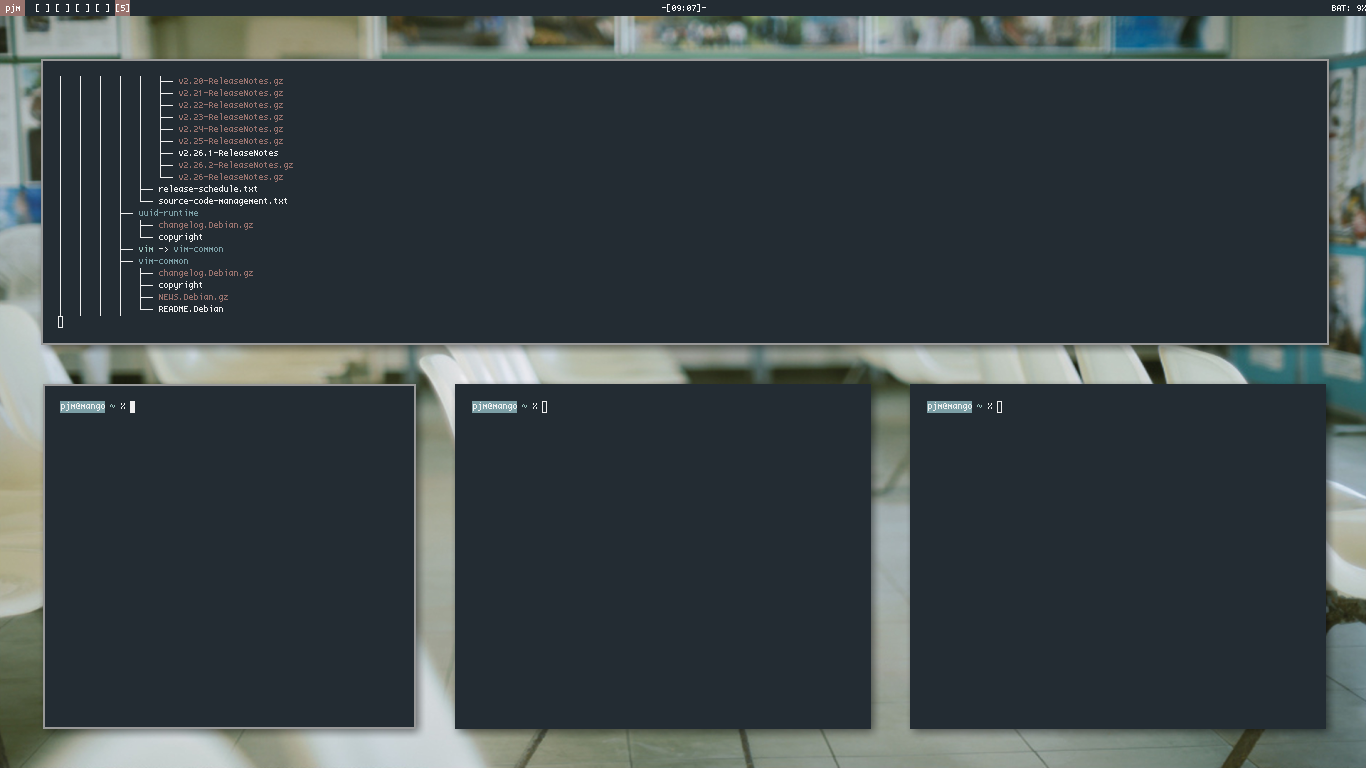 pjm [ ] [ ] [ ] [ ] [5] -[09:07]- BAT: 9%
├── v2.20-ReleaseNotes.gz
├── v2.21-ReleaseNotes.gz
├── v2.22-ReleaseNotes.gz
├── v2.23-ReleaseNotes.gz
├── v2.24-ReleaseNotes.gz
├── v2.25-ReleaseNotes.gz
├── v2.26.1-ReleaseNotes
├── v2.26.2-ReleaseNotes.gz
└── v2.26-ReleaseNotes.gz
├── release-schedule.txt
└── source-code-management.txt
├── uuid-runtime
├── changelog.Debian.gz
└── copyright
├── vim -> vim-common
├── vim-common
├── changelog.Debian.gz
├── copyright
├── NEWS.Debian.gz
└── README.Debian
pjm@mango ~ %
pjm@mango ~ %
pjm@mango ~ %